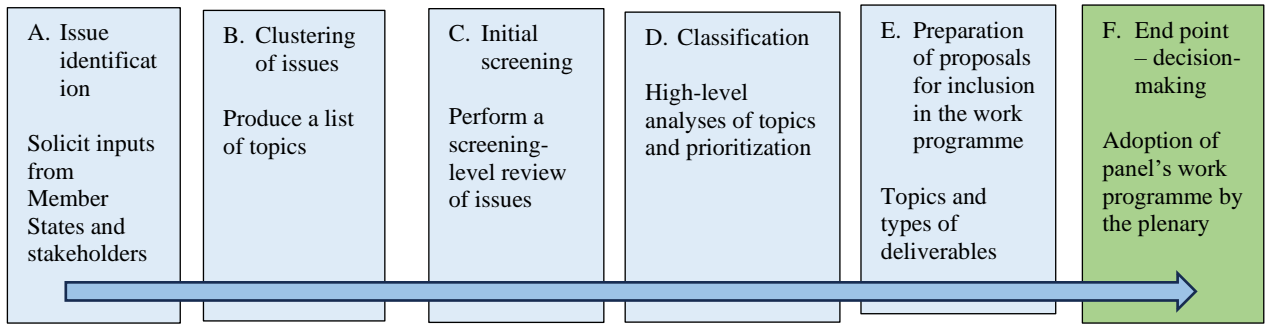 A. Issue
identificat
ion
Solicit inputs
from
Member
States and
stakeholders
B. Clustering
of issues
Produce a list
of topics
C. Initial
screening
Perform a
screening-
level review
of issues
D. Classification
High-level
analyses of topics
and prioritization
E. Preparation
of proposals
for inclusion
in the work
programme
Topics and
types of
deliverables
F. End point
– decision-
making
Adoption of
panel’s work
programme by
the plenary